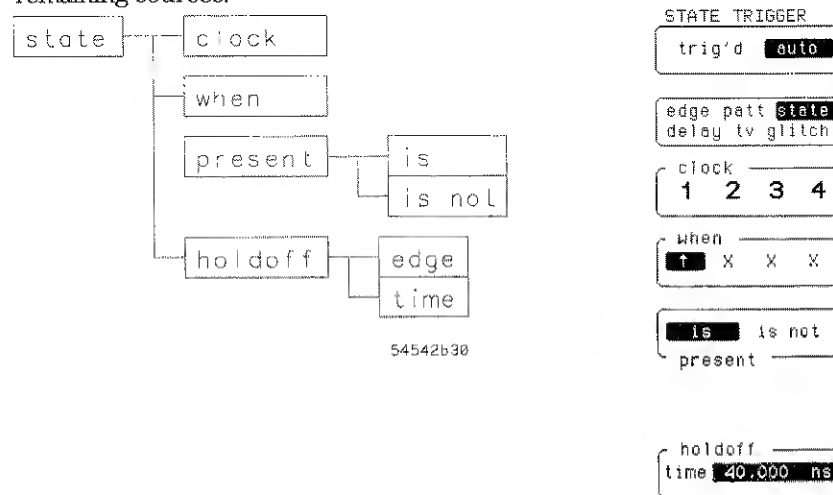 remaining sources.
state
clock
when
present
is
is not
holdoff
edge
time
54542b30
STATE TRIGGER
trig'd auto
edge patt state
delay tv glitch
clock
1 2 3 4
when
↑ X X X
is is not
present
holdoff
time 40.000 ns